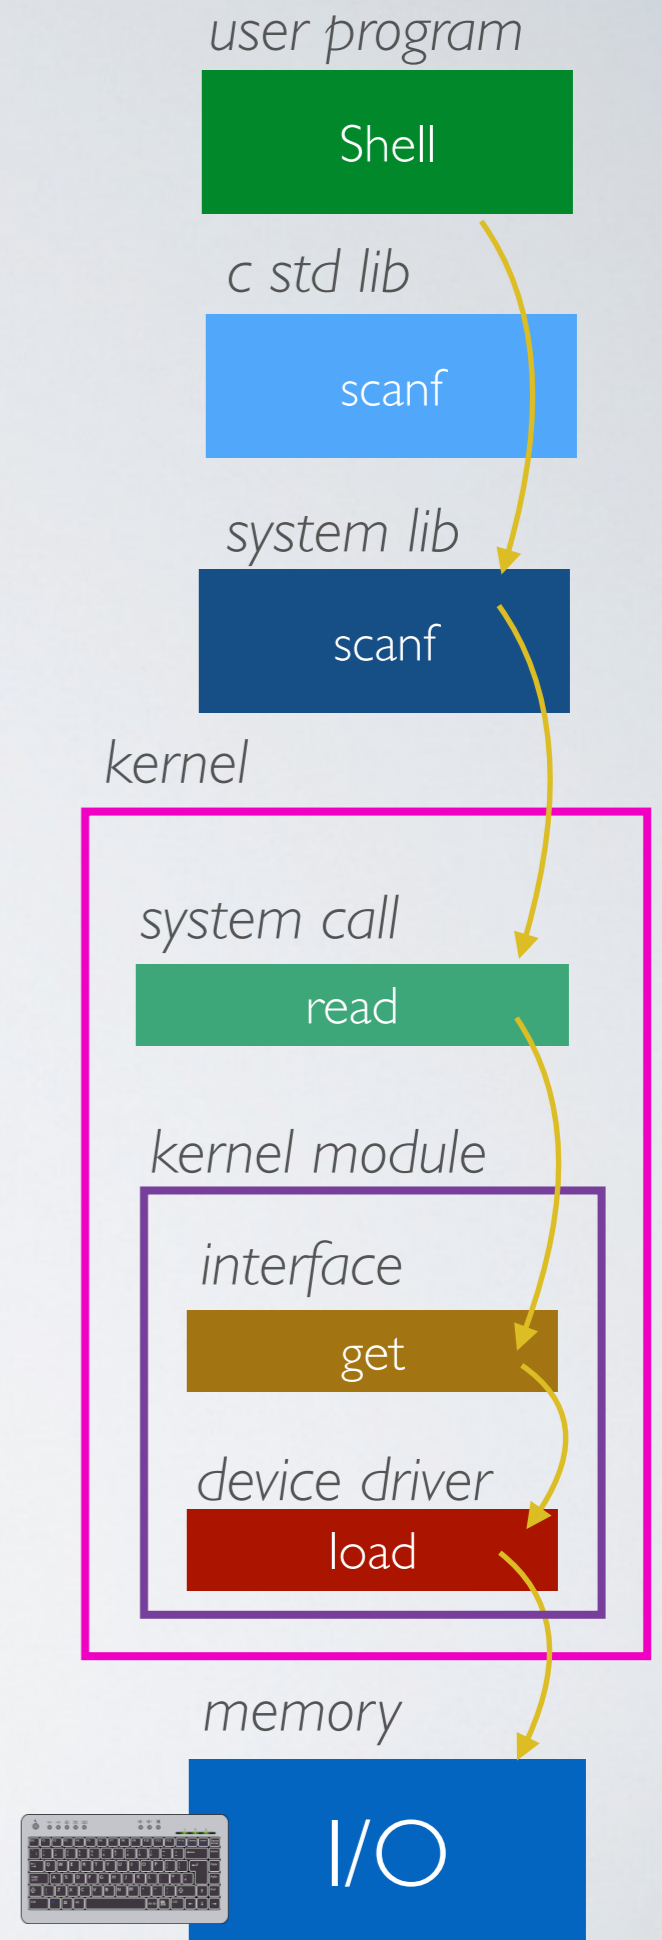 user program
Shell
c std lib
scanf
system lib
scanf
kernel
system call
read
kernel module
interface
get
device driver
load
memory
I/O